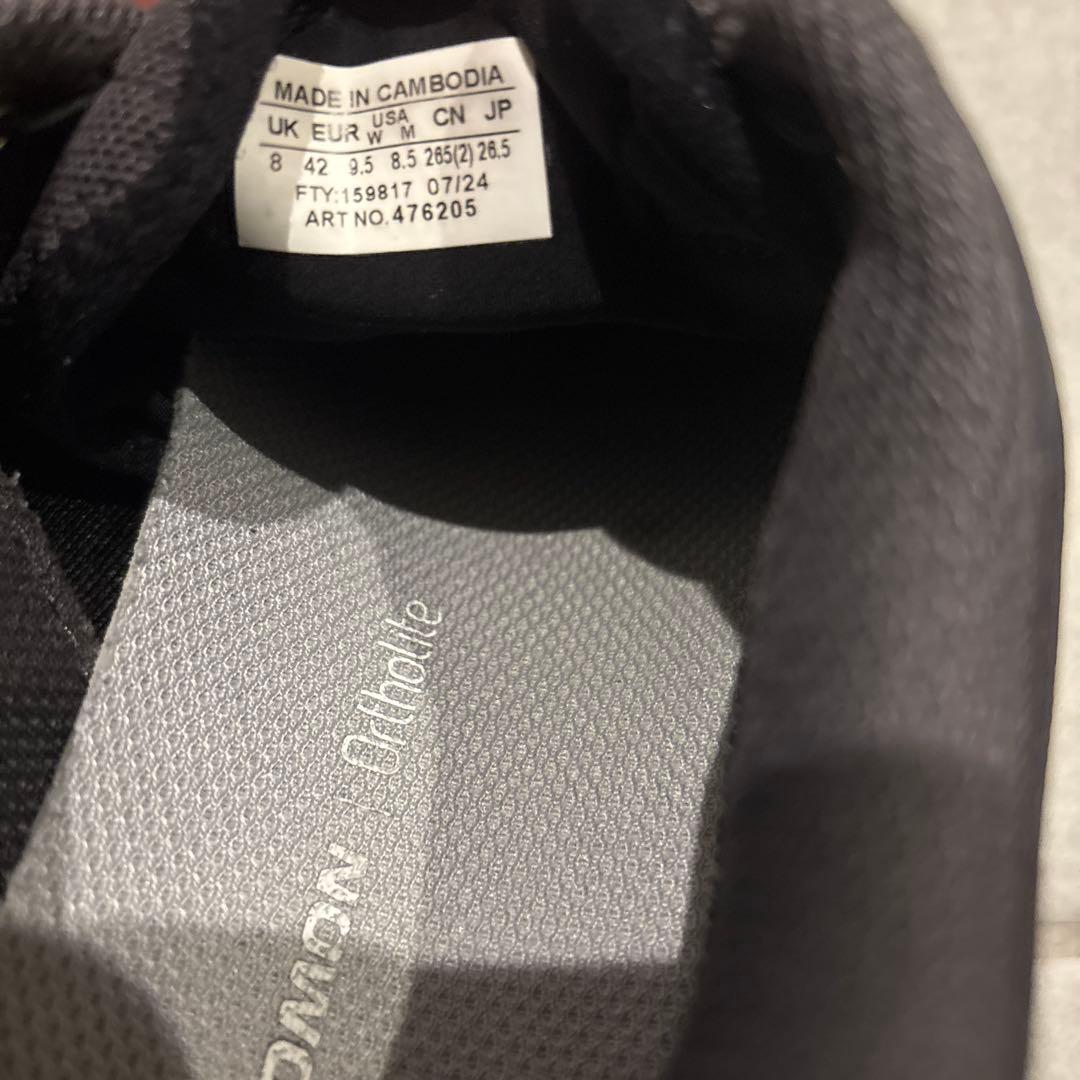 MADE IN CAMBODIA
UK EUR USA W M CN JP
8 42 9.5 8.5 265(2) 26.5
FTY:159817 07/24
ART NO. 476205
OMON | Ortholite